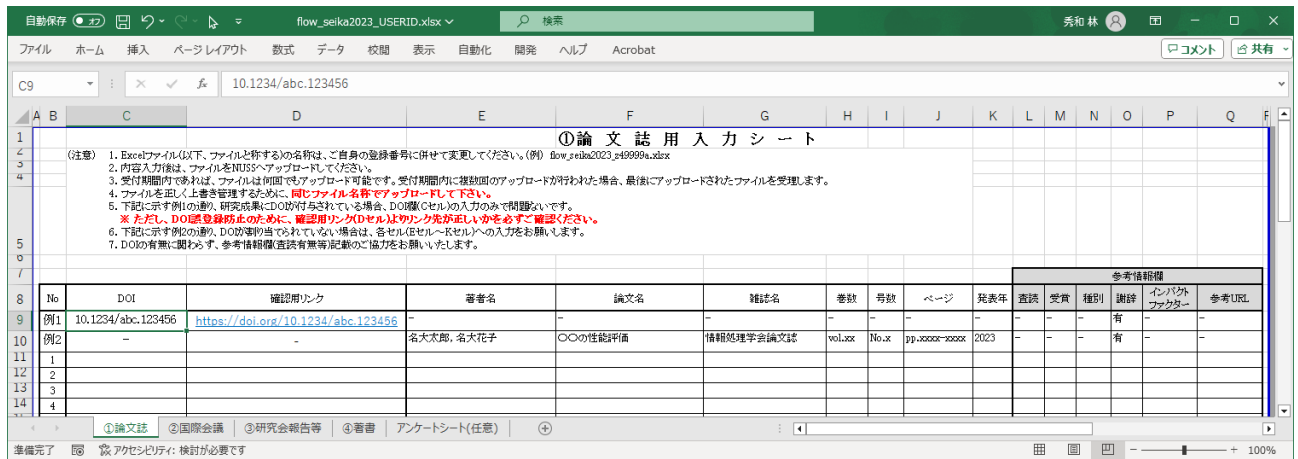 自動保存 オフ flow_seika2023_USERID.xlsx 検索 秀和 林
ファイル ホーム 挿入 ページ レイアウト 数式 データ 校閲 表示 自動化 開発 ヘルプ Acrobat コメント 共有
C9 fx 10.1234/abc.123456
A B C D E F G H I J K L M N O P Q
1 ①論 文 誌 用 入 力 シ ー ト
2 (注意) 1. Excelファイル(以下、ファイルと称する)の名称は、ご自身の登録番号に併せて変更してください。(例) flow_seika2023_z49999a.xlsx
3 2. 内容入力後は、ファイルをNUSSへアップロードしてください。
4 3. 受付期間内であれば、ファイルは何回でもアップロード可能です。受付期間内に複数回のアップロードが行われた場合、最後にアップロードされたファイルを受理します。
4. ファイルを正しく上書き管理するために、同じファイル名称でアップロードして下さい。
5. 下記に示す例1の通り、研究成果にDOIが付与されている場合、DOI欄(Cセル)の入力のみで問題ないです。
※ ただし、DOI誤登録防止のために、確認用リンク(Dセル)よりリンク先が正しいかを必ずご確認ください。
6. 下記に示す例2の通り、DOIが割り当てられていない場合は、各セル(Eセル〜Kセル)への入力をお願いします。
5 7. DOIの有無に関わらず、参考情報欄(査読有無等)記載のご協力をお願いいたします。
6
7 参考情報欄
8 No DOI 確認用リンク 著者名 論文名 雑誌名 巻数 号数 ページ 発表年 査読 受賞 種別 謝辞 インパクトファクター 参考URL
9 例1 10.1234/abc.123456 https://doi.org/10.1234/abc.123456 - - - - - - - - - - 有 - -
10 例2 - - 名大太郎, 名大花子 〇〇の性能評価 情報処理学会論文誌 vol.xx No.x pp.xxxx-xxxx 2023 - - - 有 - -
11 1
12 2
13 3
14 4
①論文誌 ②国際会議 ③研究会報告等 ④著書 アンケートシート(任意)
準備完了 アクセシビリティ: 検討が必要です 100%